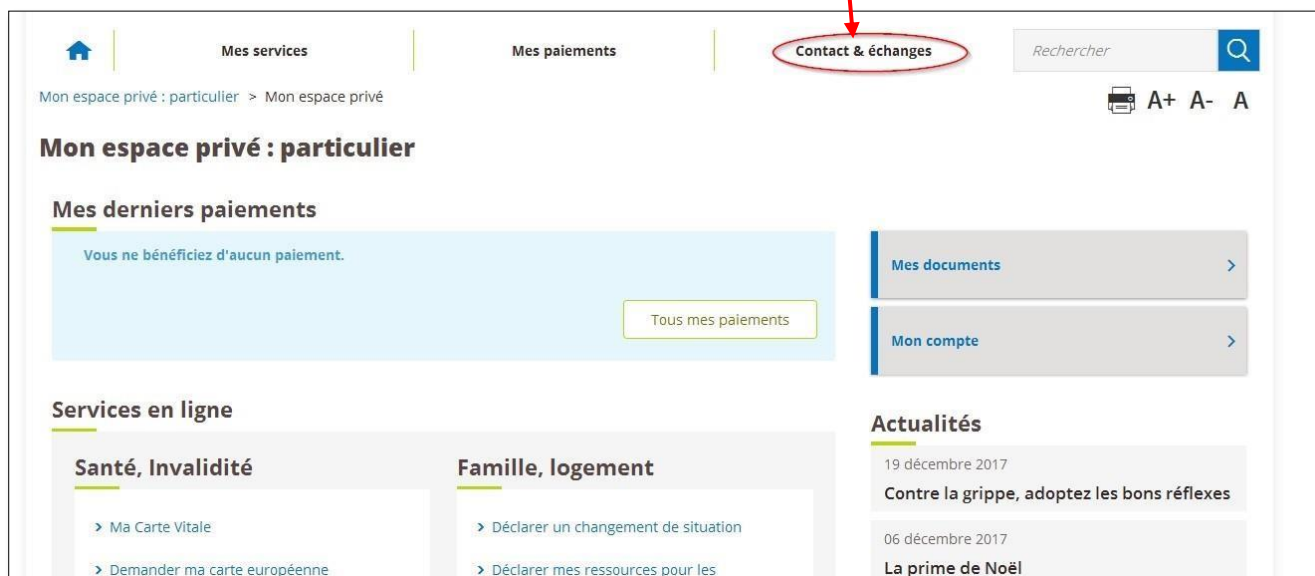 Mes services
Mes paiements
Contact & échanges
Rechercher
Mon espace privé : particulier > Mon espace privé
A+ A- A
Mon espace privé : particulier
Mes derniers paiements
Vous ne bénéficiez d'aucun paiement.
Tous mes paiements
Mes documents
Mon compte
Services en ligne
Santé, Invalidité
> Ma Carte Vitale
> Demander ma carte européenne
Famille, logement
> Déclarer un changement de situation
> Déclarer mes ressources pour les
Actualités
19 décembre 2017
Contre la grippe, adoptez les bons réflexes
06 décembre 2017
La prime de Noël